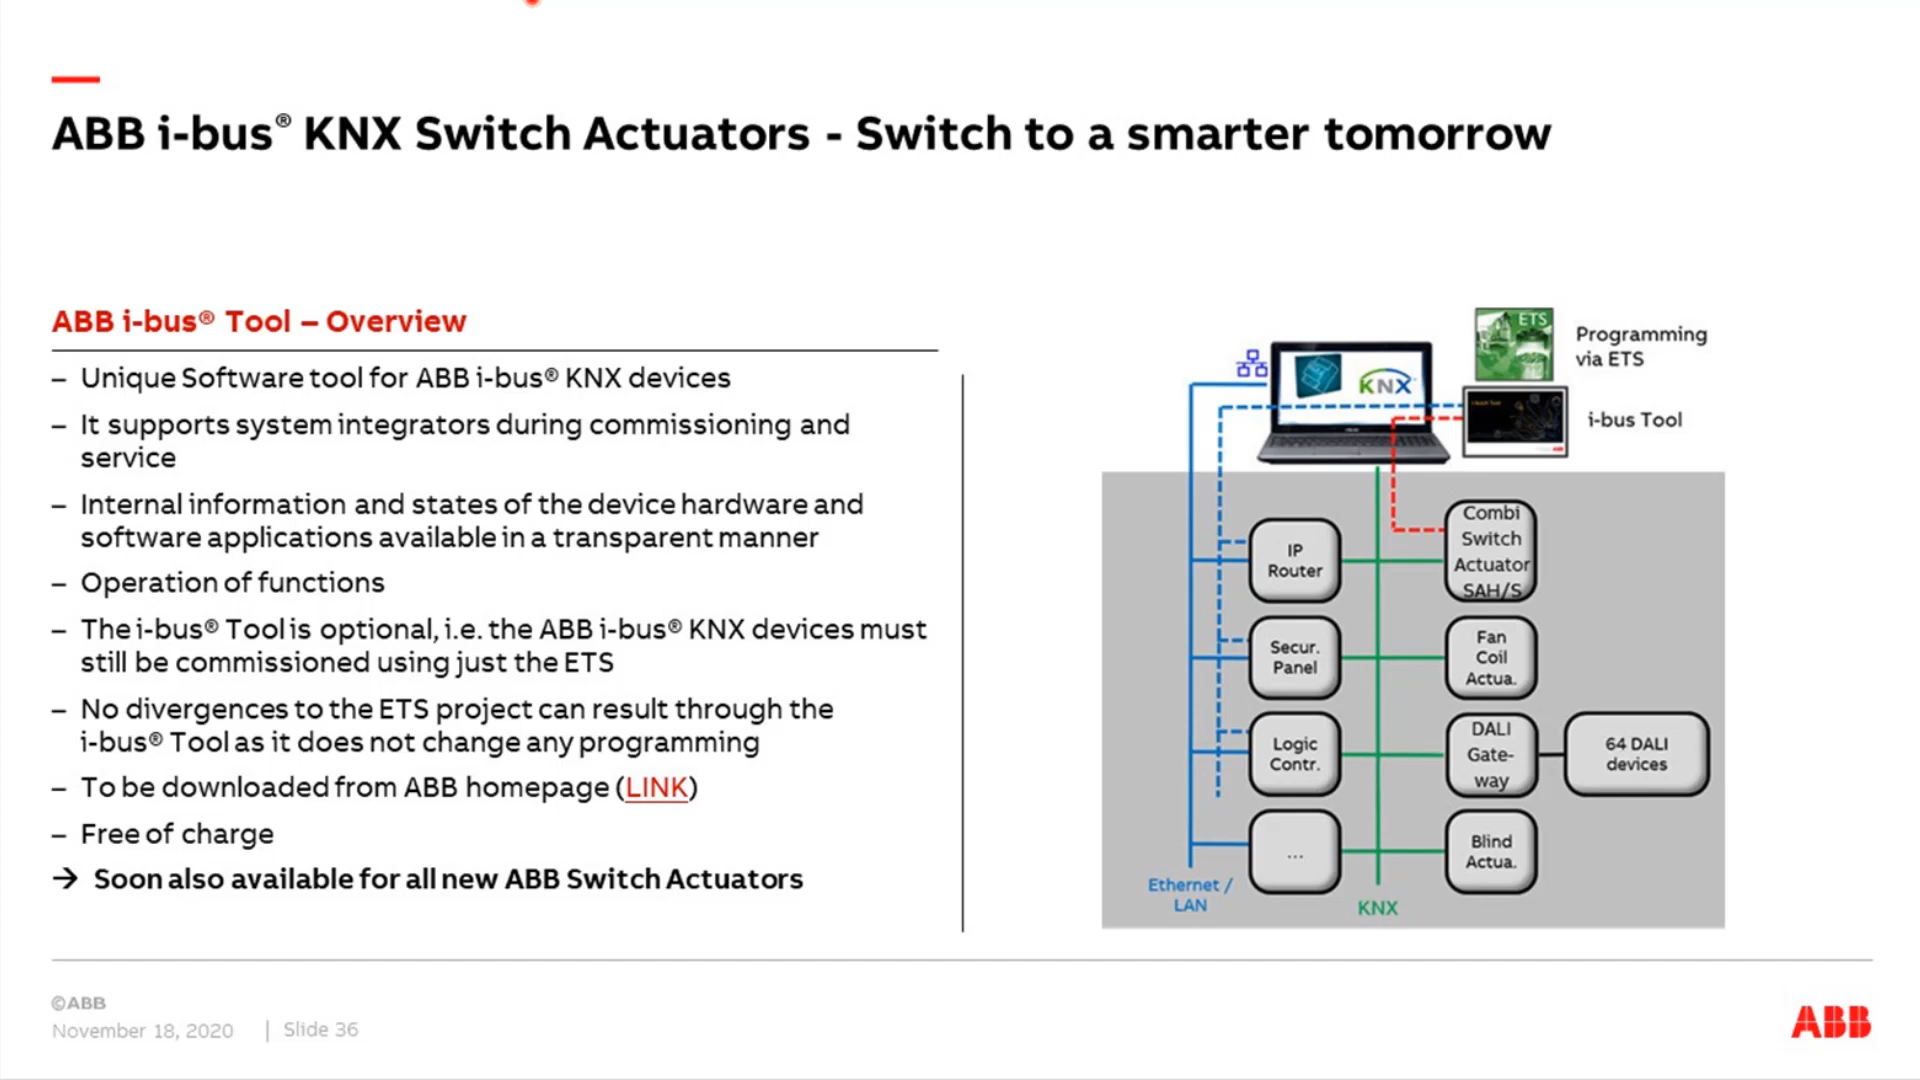 ABB i-bus® KNX Switch Actuators - Switch to a smarter tomorrow
ABB i-bus® Tool – Overview
– Unique Software tool for ABB i-bus® KNX devices
– It supports system integrators during commissioning and
service
– Internal information and states of the device hardware and
software applications available in a transparent manner
– Operation of functions
– The i-bus® Tool is optional, i.e. the ABB i-bus® KNX devices must
still be commissioned using just the ETS
– No divergences to the ETS project can result through the
i-bus® Tool as it does not change any programming
– To be downloaded from ABB homepage (LINK)
– Free of charge
→ Soon also available for all new ABB Switch Actuators
ETS
Programming
via ETS
KNX
i-bus Tool
IP
Router
Combi
Switch
Actuator
SAH/S
Secur.
Panel
Fan
Coil
Actua.
Logic
Contr.
DALI
Gate-
way
64 DALI
devices
...
Blind
Actua.
Ethernet /
LAN
KNX
©ABB
November 18, 2020 | Slide 36
ABB